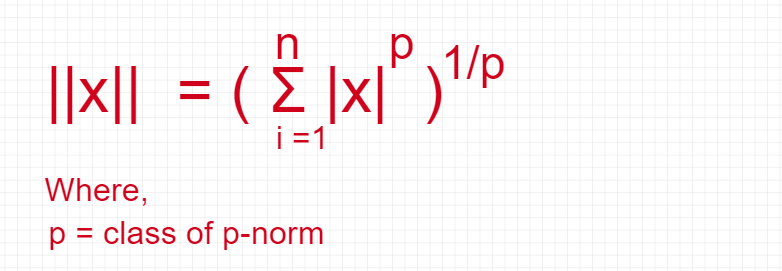 ||x|| = ( n Σ i =1 |x| p ) 1/p
Where,
p = class of p-norm